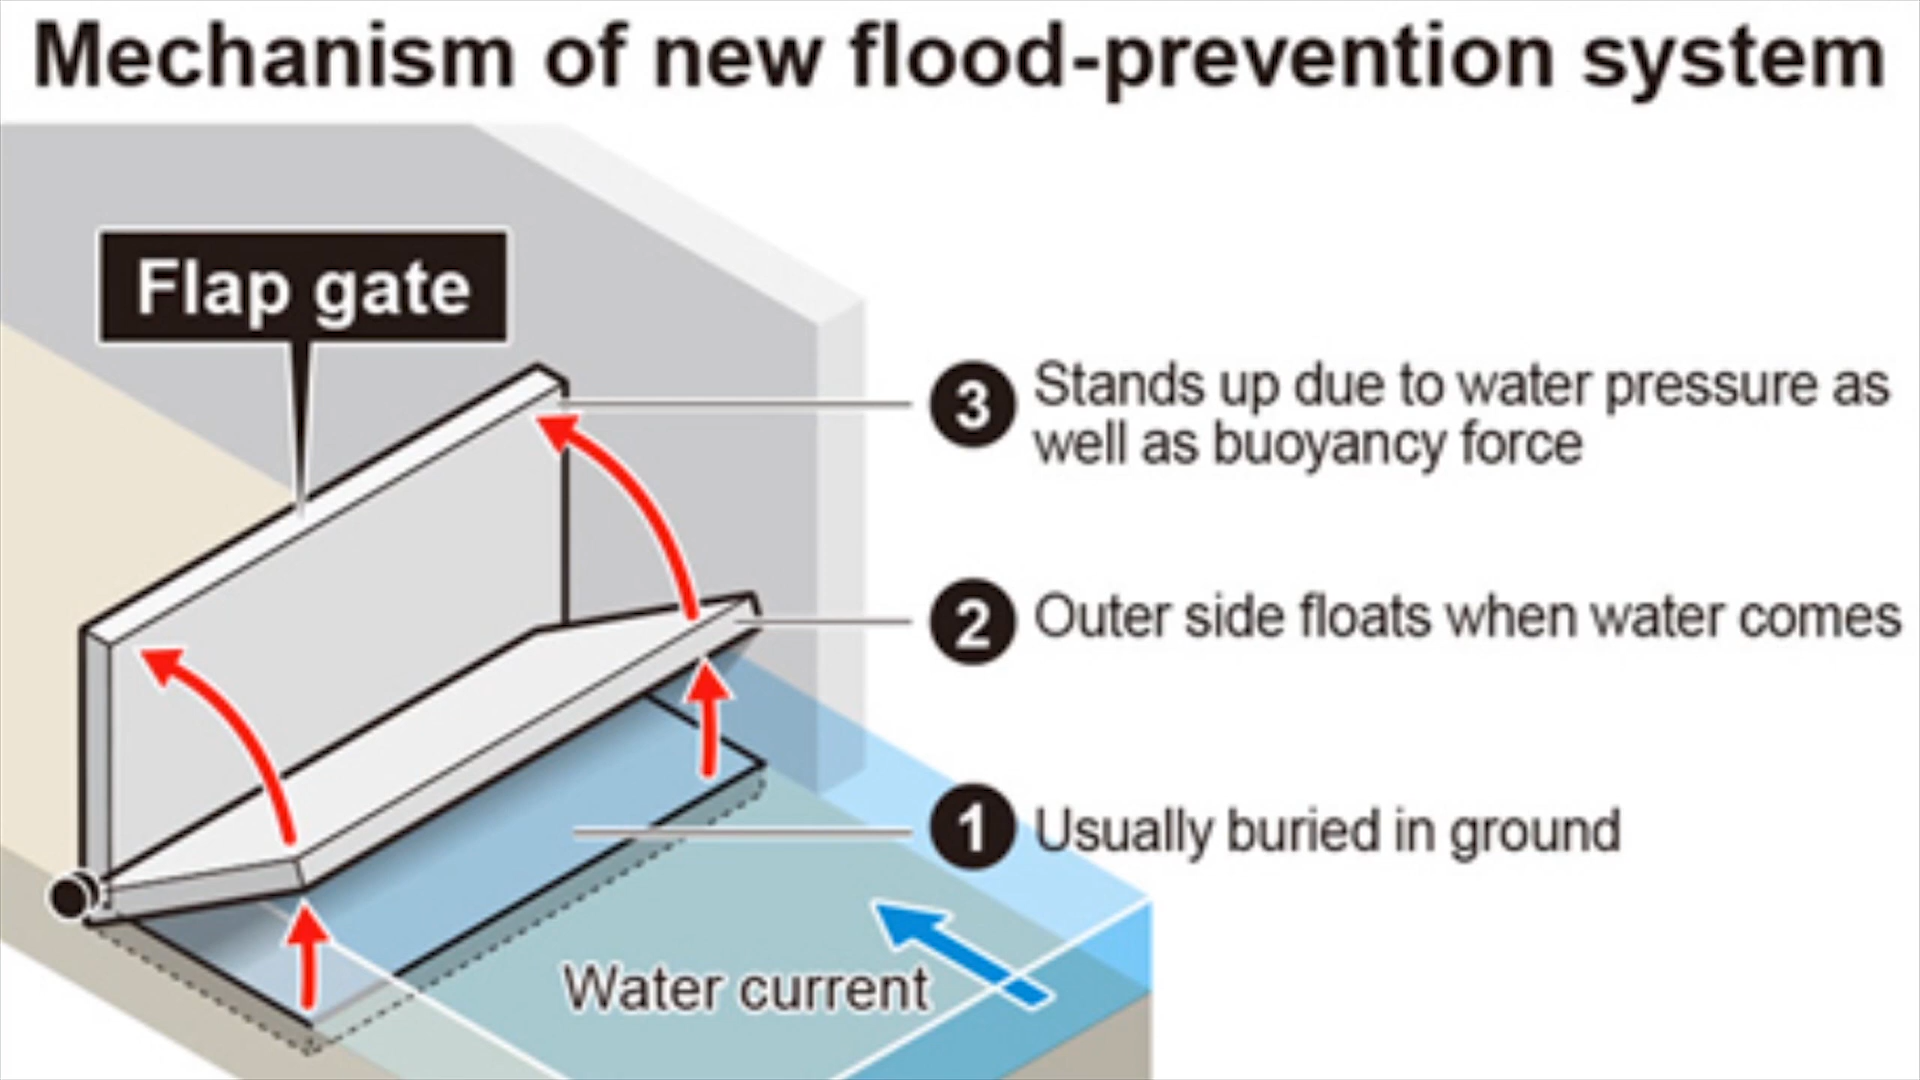 Mechanism of new flood-prevention system
Flap gate
3 Stands up due to water pressure as
well as buoyancy force
2 Outer side floats when water comes
1 Usually buried in ground
Water current